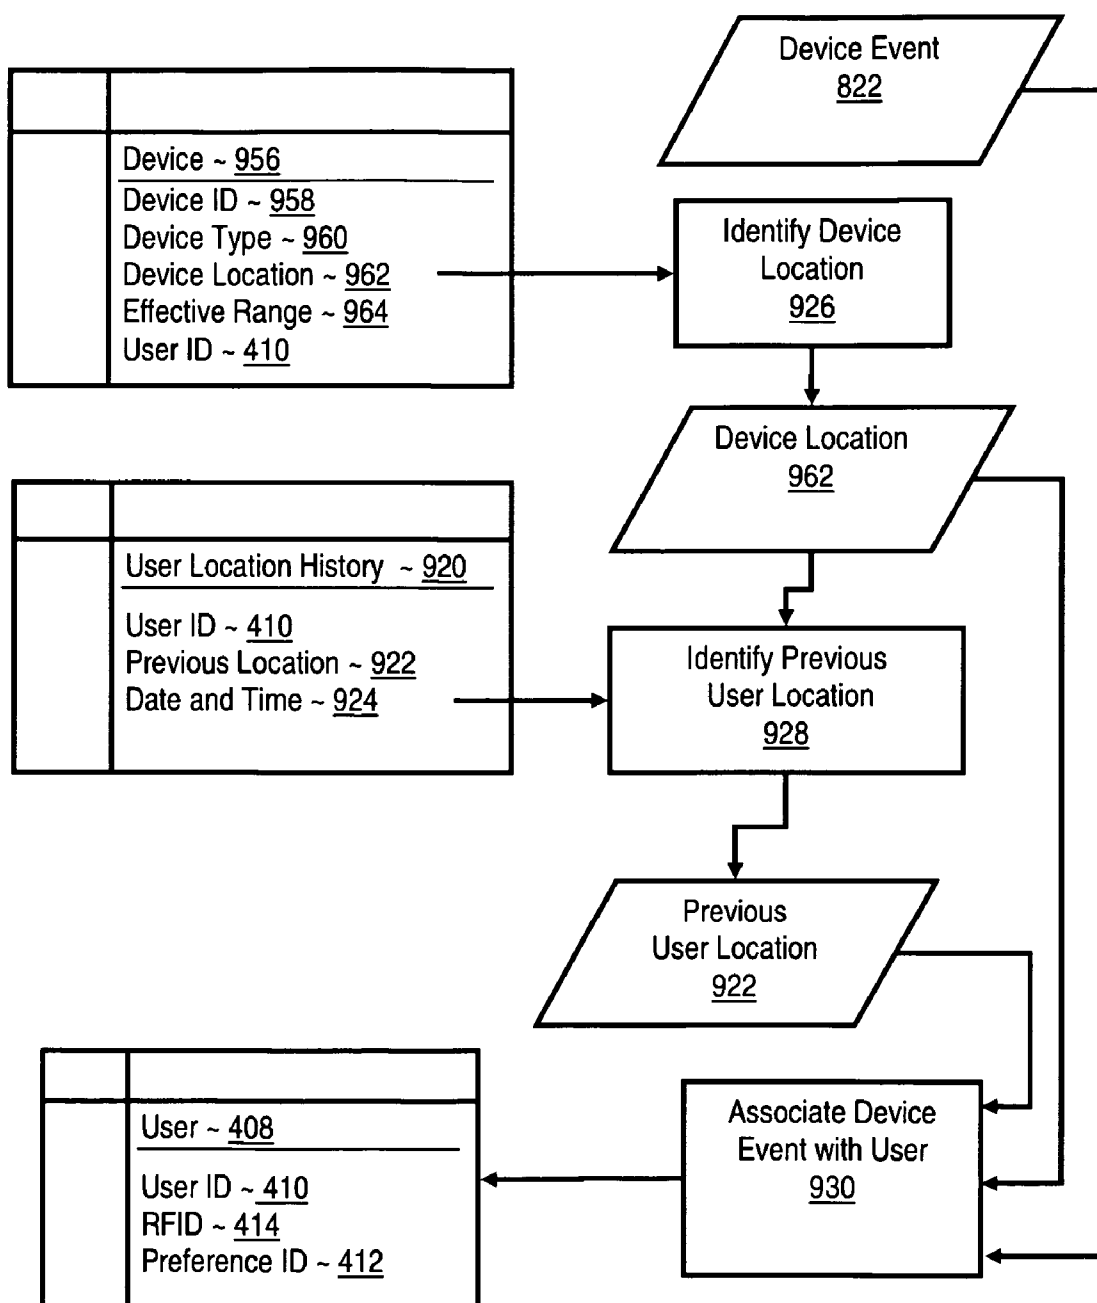 Device Event
822
Device ~ 956
Device ID ~ 958
Device Type ~ 960
Device Location ~ 962
Effective Range ~ 964
User ID ~ 410
Identify Device
Location
926
Device Location
962
User Location History ~ 920
User ID ~ 410
Previous Location ~ 922
Date and Time ~ 924
Identify Previous
User Location
928
Previous
User Location
922
User ~ 408
User ID ~ 410
RFID ~ 414
Preference ID ~ 412
Associate Device
Event with User
930